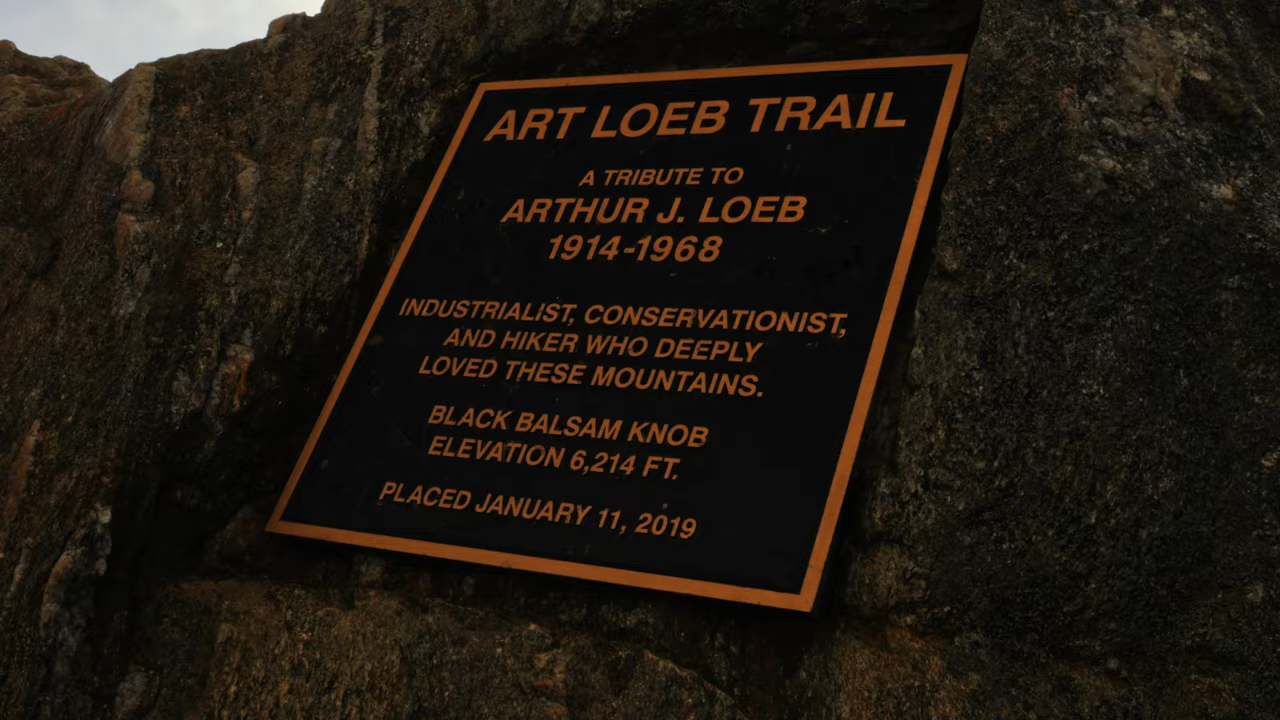 ART LOEB TRAIL
A TRIBUTE TO
ARTHUR J. LOEB
1914-1968
INDUSTRIALIST, CONSERVATIONIST,
AND HIKER WHO DEEPLY
LOVED THESE MOUNTAINS.
BLACK BALSAM KNOB
ELEVATION 6,214 FT.
PLACED JANUARY 11, 2019